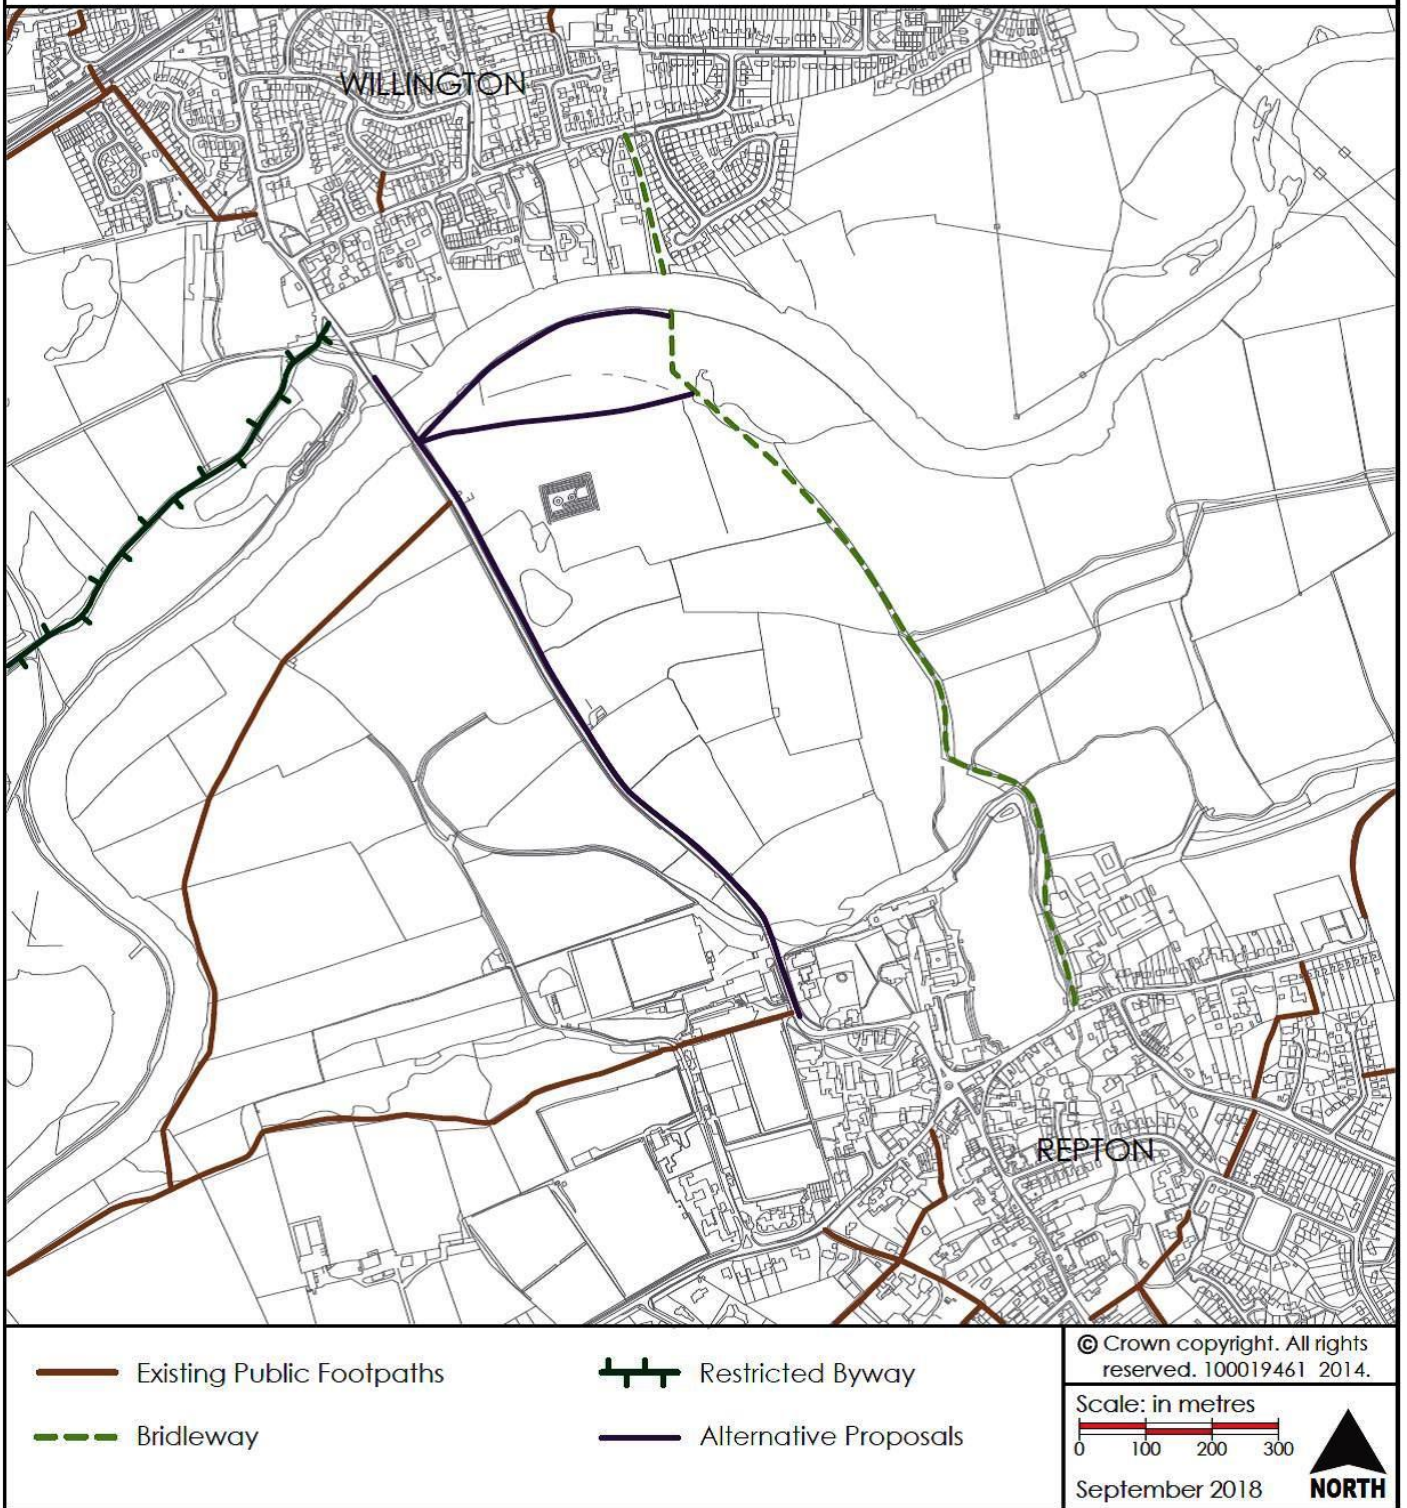 WILLINGTON
REPTON
Existing Public Footpaths
Restricted Byway
Bridleway
Alternative Proposals
© Crown copyright. All rights
reserved. 100019461 2014.
Scale: in metres
0 100 200 300
September 2018
NORTH